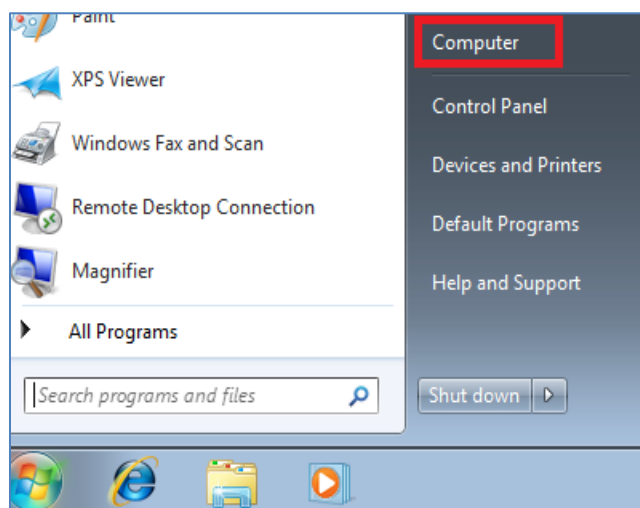 Paint
XPS Viewer
Windows Fax and Scan
Remote Desktop Connection
Magnifier
All Programs
Search programs and files
Computer
Control Panel
Devices and Printers
Default Programs
Help and Support
Shut down